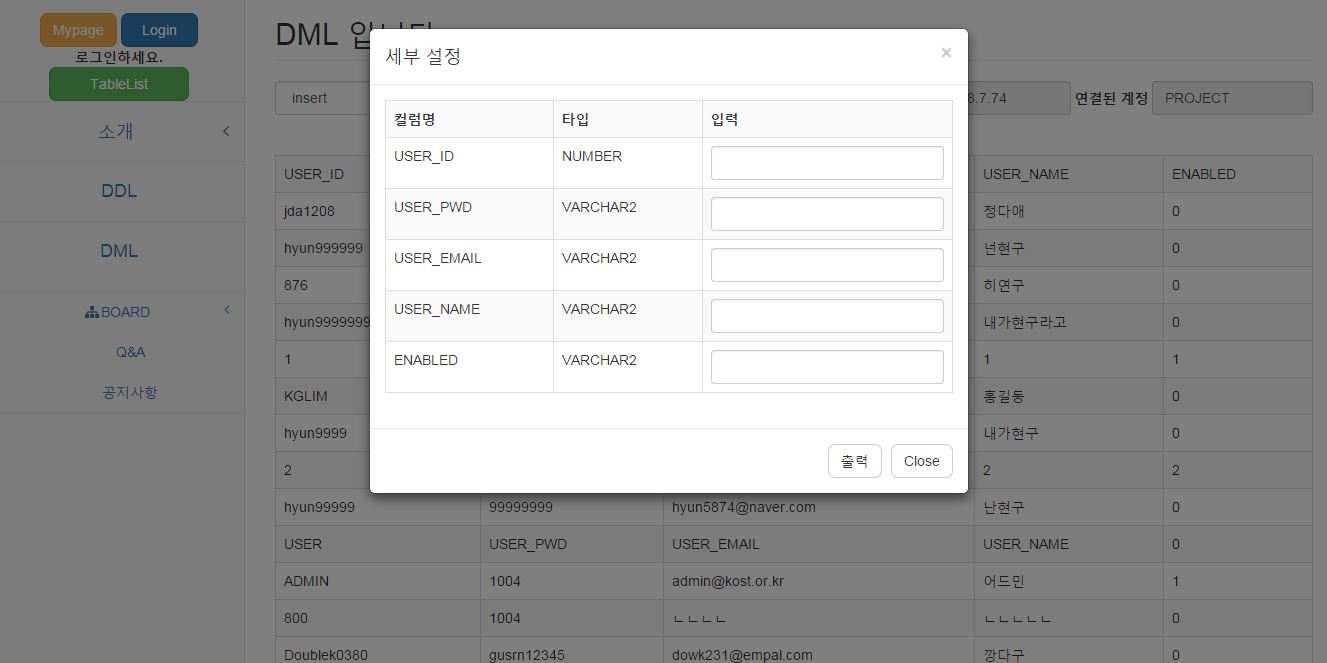 Mypage Login
로그인하세요.
TableList
소개
DDL
DML
BOARD
Q&A
공지사항
DML 입니다
insert 8.7.74 연결된 계정 PROJECT
세부 설정 ×
컬럼명 타입 입력
USER_ID NUMBER
USER_PWD VARCHAR2
USER_EMAIL VARCHAR2
USER_NAME VARCHAR2
ENABLED VARCHAR2
출력 Close
USER_ID USER_NAME ENABLED
jda1208 정다애 0
hyun999999 넌현구 0
876 히연구 0
hyun9999999 내가현구라고 0
1 1 1
KGLIM 홍길동 0
hyun9999 내가현구 0
2 2 2
hyun99999 99999999 hyun5874@naver.com 난현구 0
USER USER_PWD USER_EMAIL USER_NAME 0
ADMIN 1004 admin@kost.or.kr 어드민 1
800 1004 ㄴㄴㄴㄴ ㄴㄴㄴㄴㄴ 0
Doublek0380 gusrn12345 dowk231@empal.com 깡다구 0